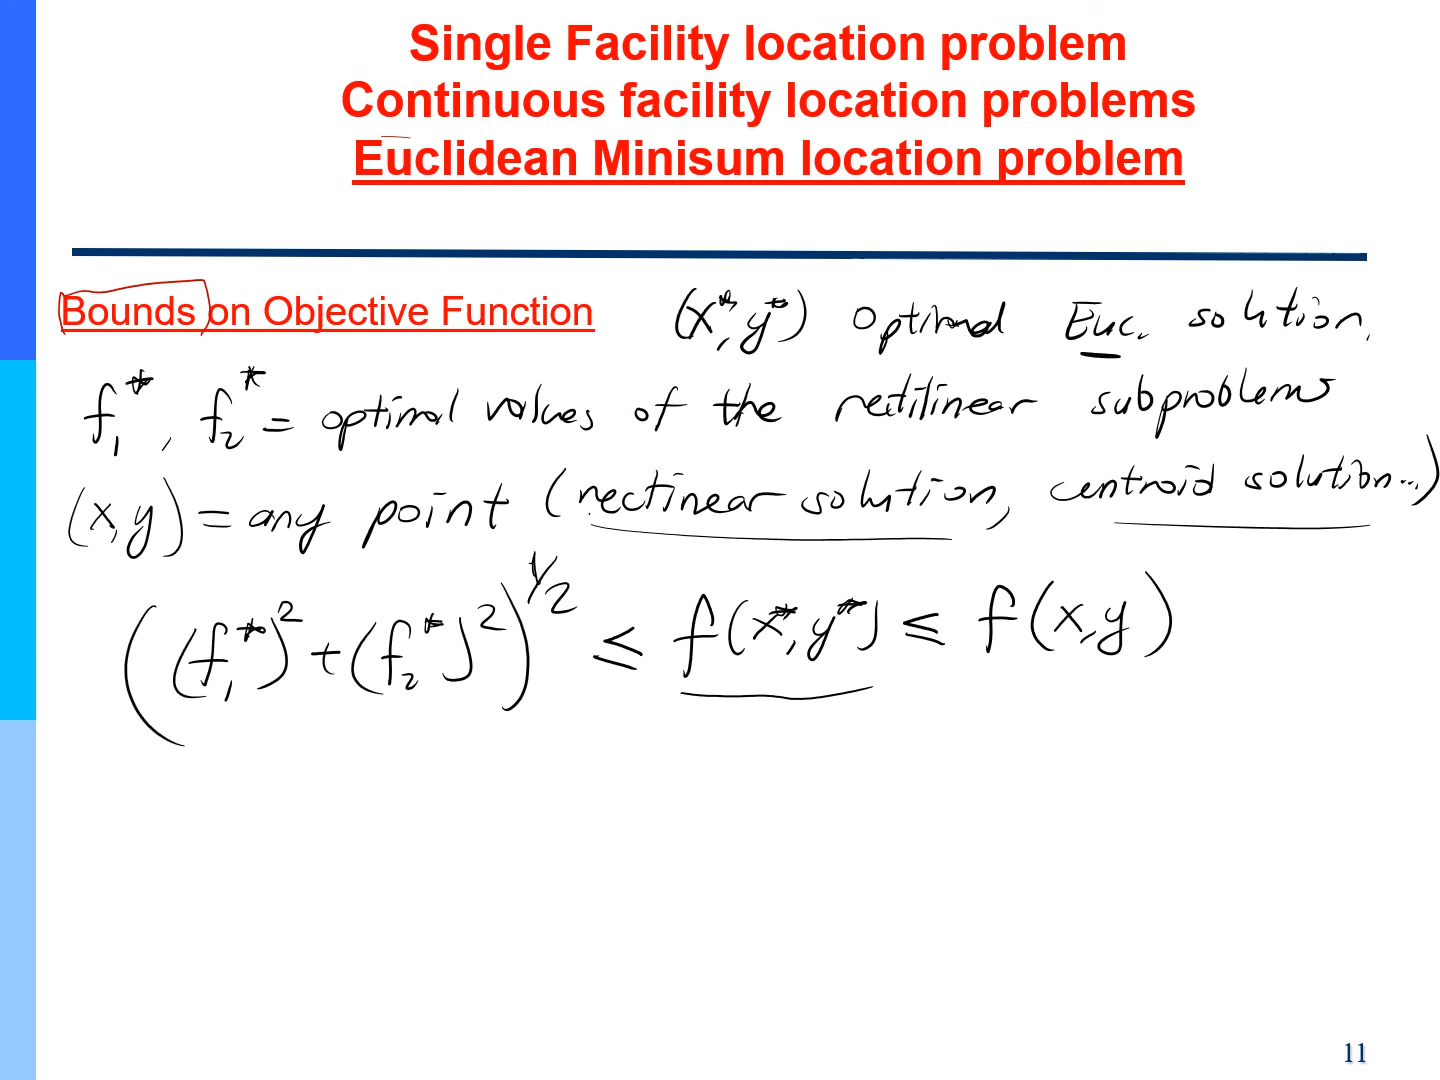 Single Facility location problem
Continuous facility location problems
Euclidean Minisum location problem
Bounds on Objective Function (x*, y*) optimal Euc. solution.
f₁*, f₂* = optimal values of the rectilinear subproblems
(x, y) = any point (rectinear solution, centroid solution...)
((f₁*)² + (f₂*)²)^1/2 ≤ f(x*, y*) ≤ f(x, y)
11